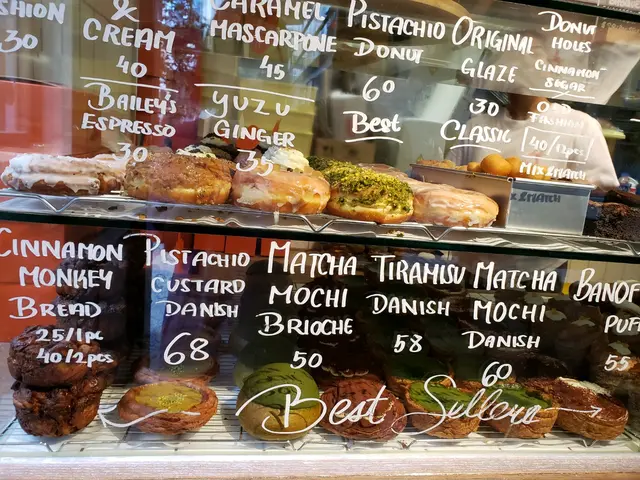 SHION
30
&
CREAM
40
BAILEY'S
ESPRESSO
30
CARAMEL
MASCARPONE
45
YUZU
GINGER
35
PISTACHIO
DONUT
60
Best
ORIGINAL
GLAZE
30
CLASSIC
DONUT
HOLES
CINNAMON
SUGAR
OLD
FASHION
40/12pcs
MIX & MATCH
CINNAMON
MONKEY
BREAD
25/1pc
40/2pcs
PISTACHIO
CUSTARD
DANISH
68
MATCHA
MOCHI
BRIOCHE
50
TIRAMISU
DANISH
58
MATCHA
MOCHI
DANISH
60
BANOF
PUF
55
Best Sellers